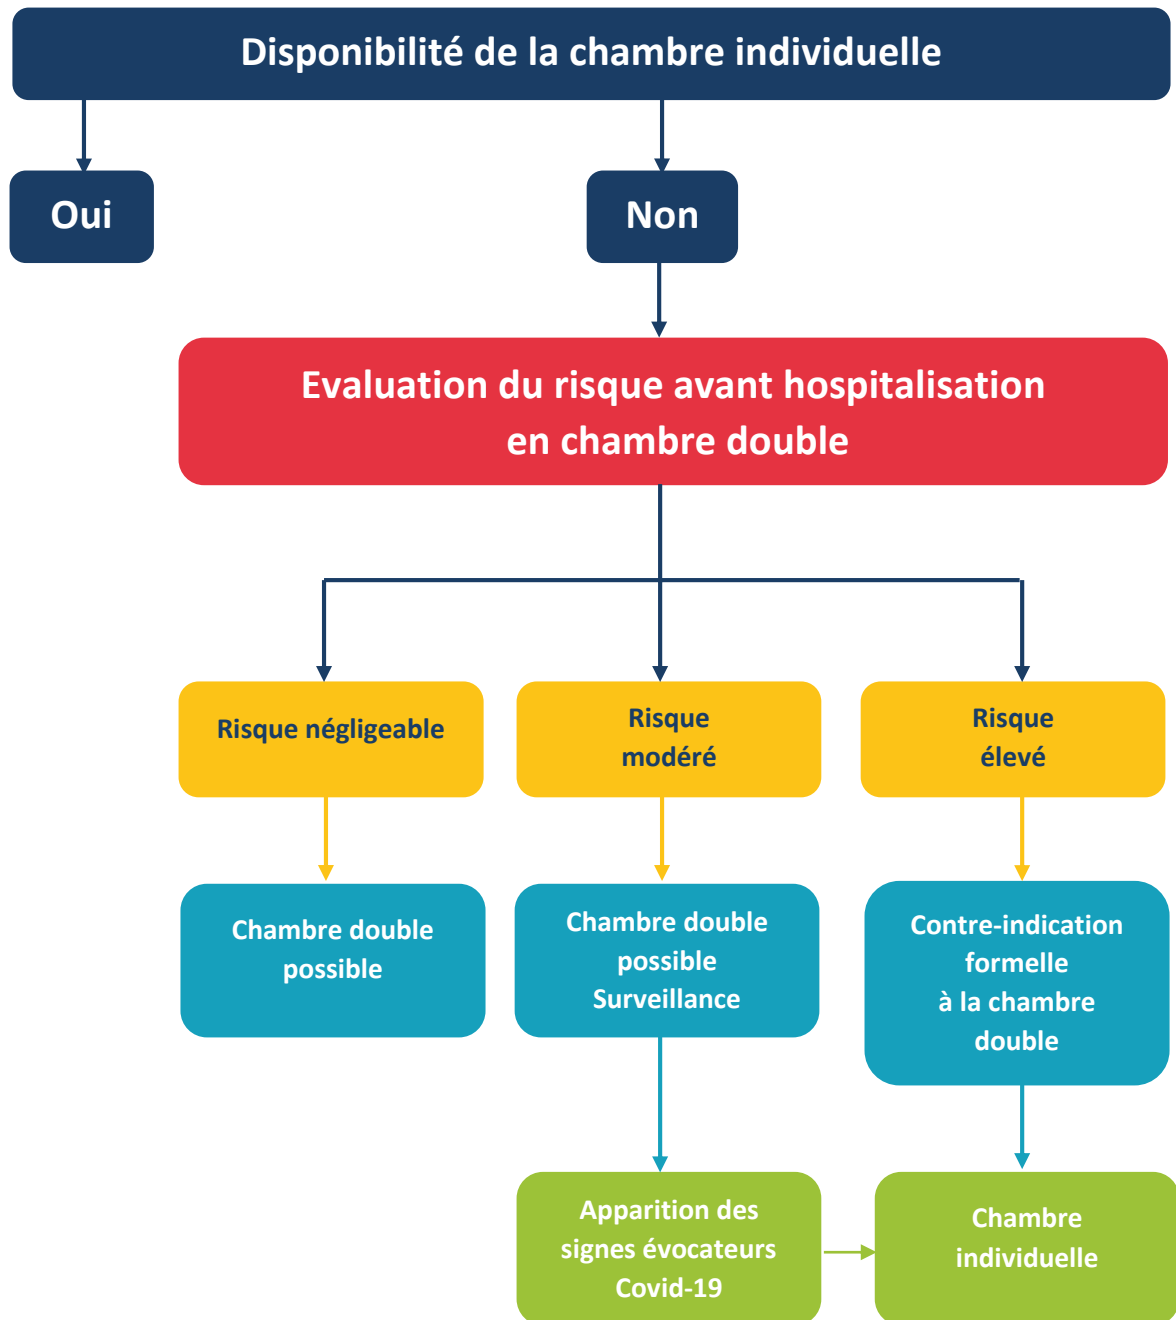 Disponibilité de la chambre individuelle
Oui
Non
Evaluation du risque avant hospitalisation
en chambre double
Risque négligeable
Risque
modéré
Risque
élevé
Chambre double
possible
Chambre double
possible
Surveillance
Contre-indication
formelle
à la chambre
double
Apparition des
signes évocateurs
Covid-19
Chambre
individuelle